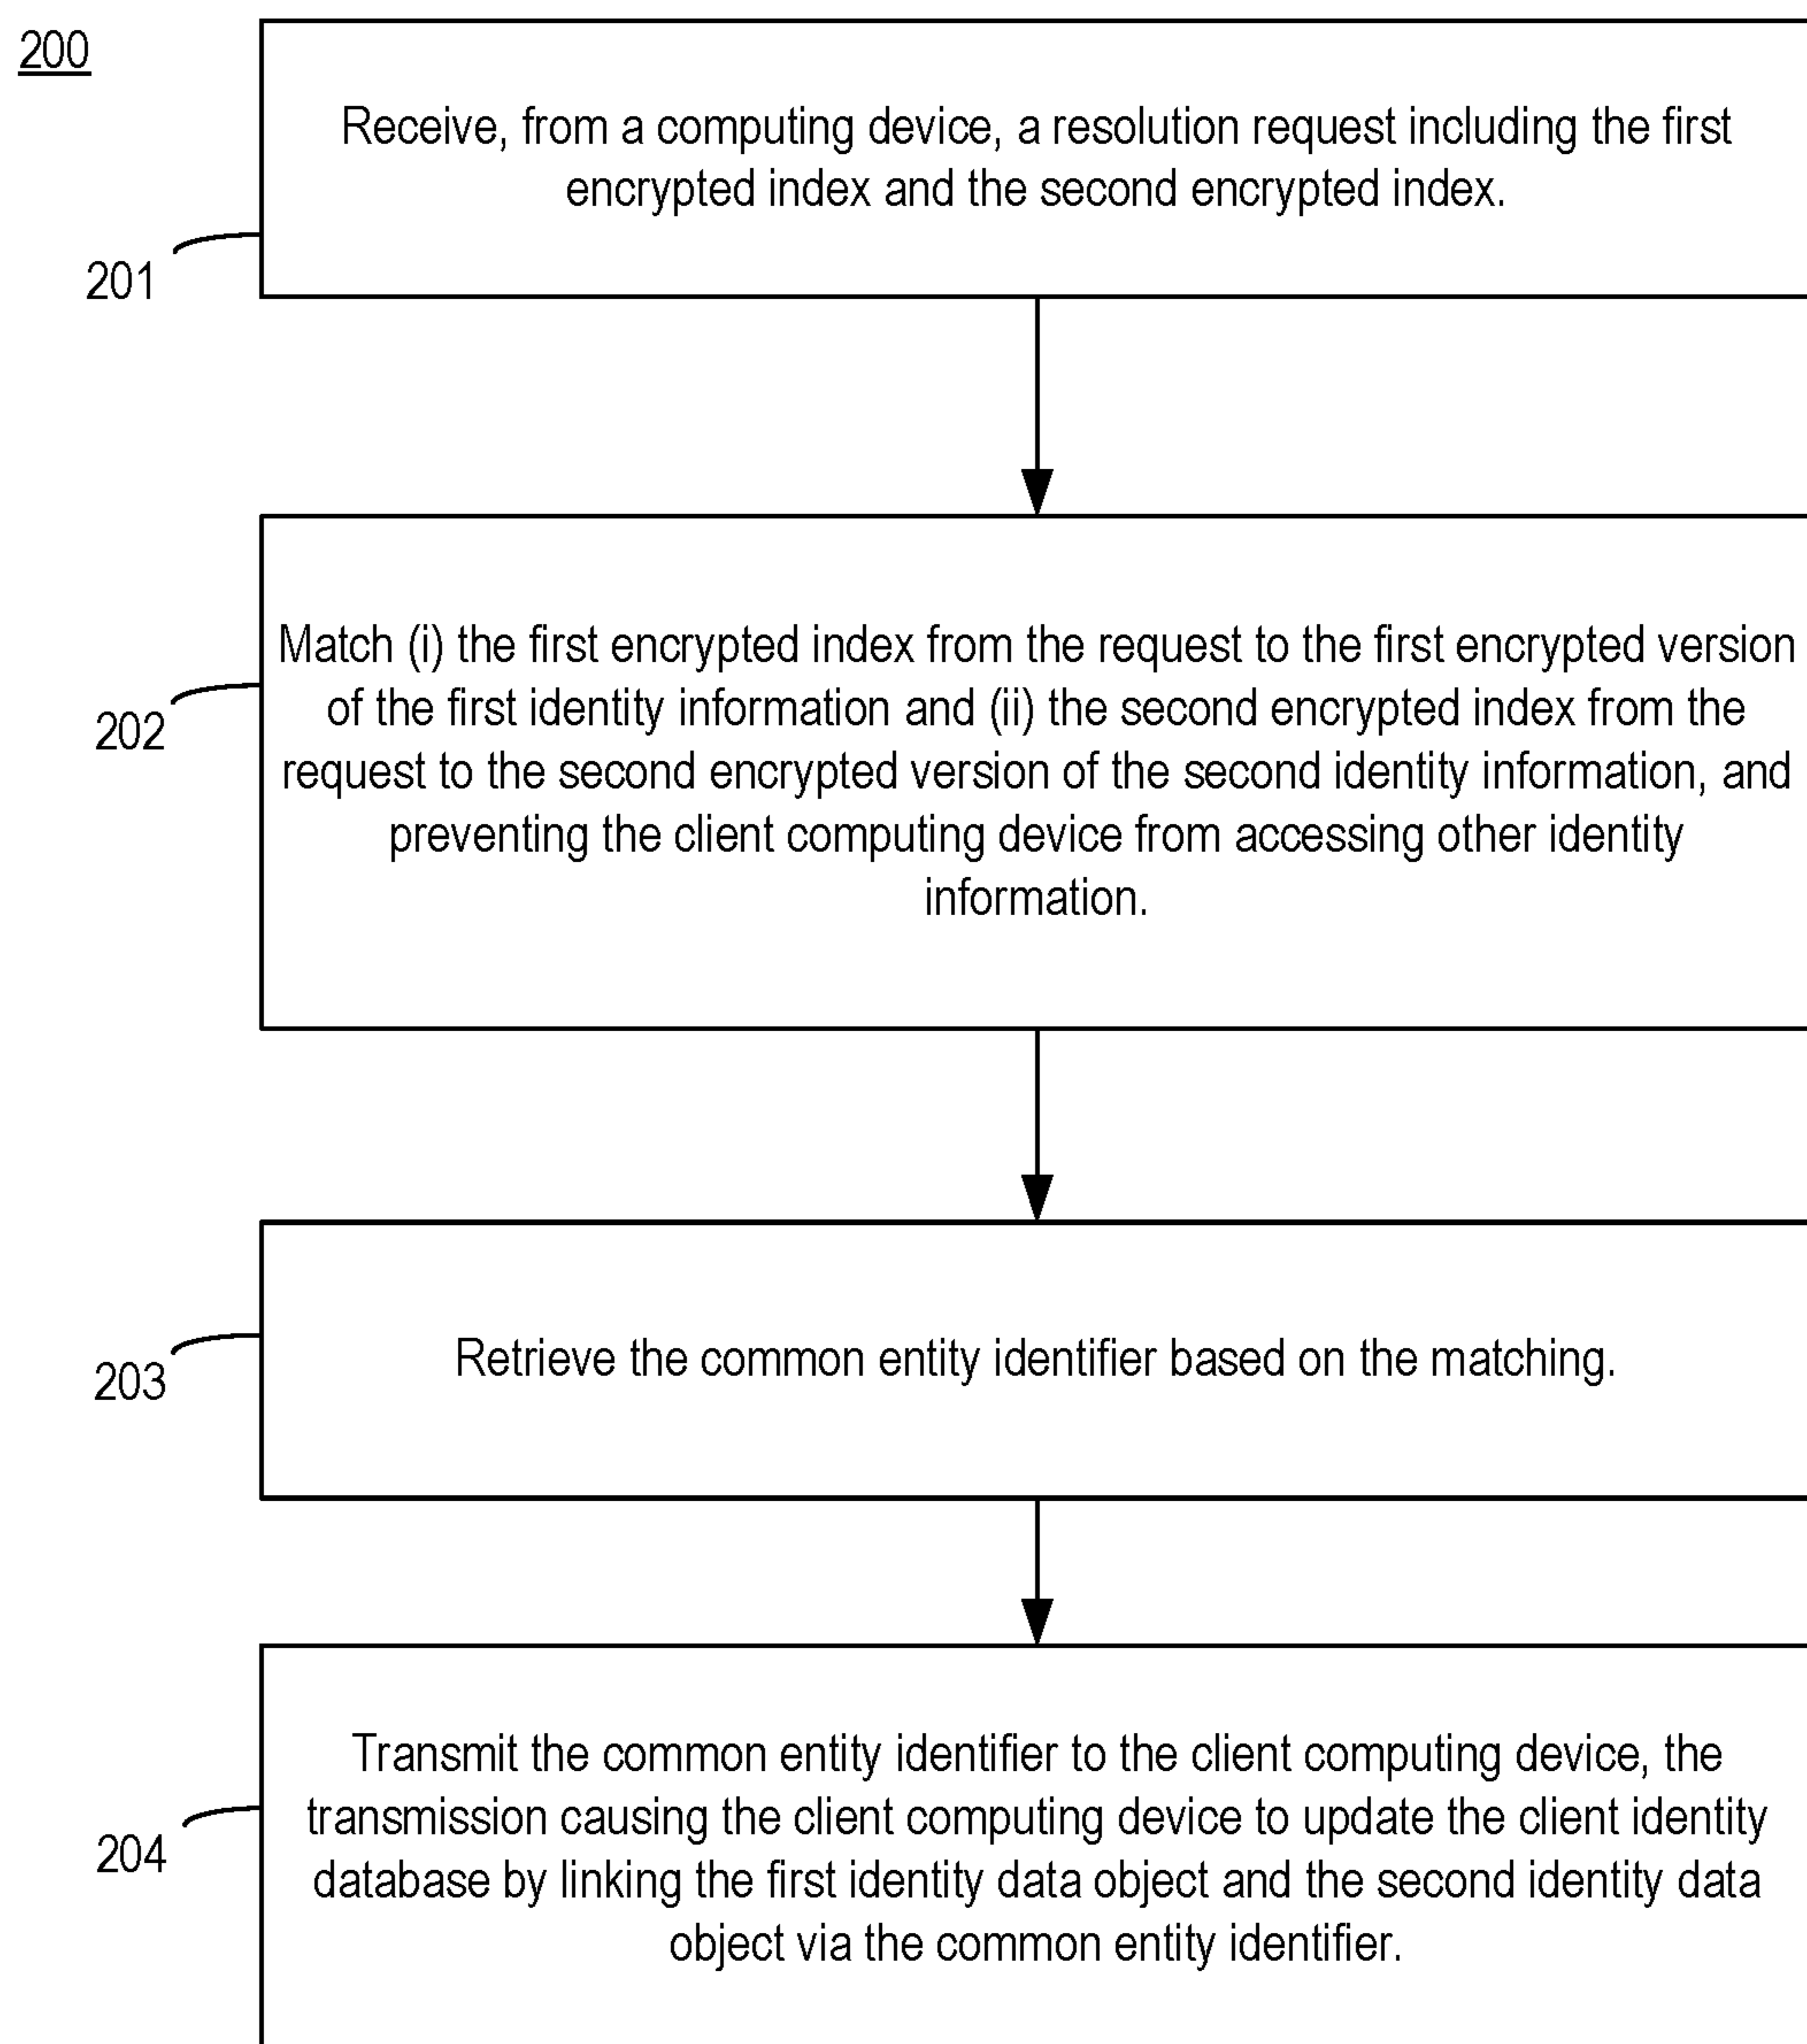 200
Receive, from a computing device, a resolution request including the first
encrypted index and the second encrypted index.
201
Match (i) the first encrypted index from the request to the first encrypted version
of the first identity information and (ii) the second encrypted index from the
request to the second encrypted version of the second identity information, and
preventing the client computing device from accessing other identity
information.
202
Retrieve the common entity identifier based on the matching.
203
Transmit the common entity identifier to the client computing device, the
transmission causing the client computing device to update the client identity
database by linking the first identity data object and the second identity data
object via the common entity identifier.
204